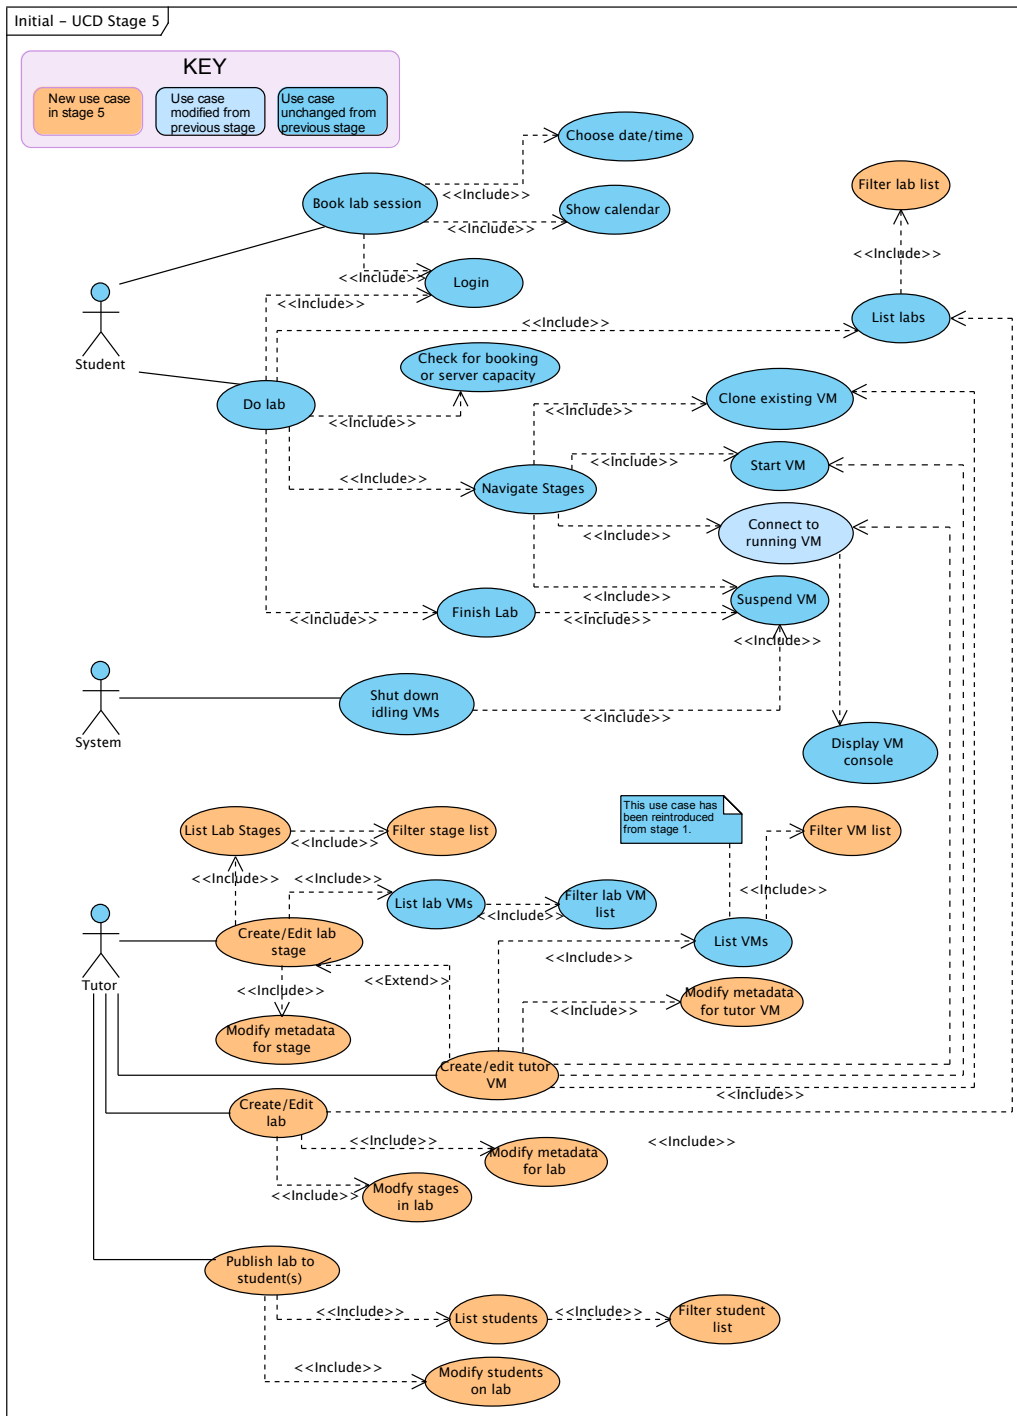 Initial – UCD Stage 5
KEY
New use case
in stage 5
Use case
modified from
previous stage
Use case
unchanged from
previous stage
Choose date/time
<<Include>>
Book lab session
Show calendar
<<Include>>
Filter lab list
<<Include>>
<<Include>>
Login
<<Include>>
Student
<<Include>>
List labs
Check for booking
or server capacity
Do lab
<<Include>>
Clone existing VM
<<Include>>
Start VM
<<Include>>
<<Include>>
Navigate Stages
Connect to
running VM
<<Include>>
<<Include>>
Suspend VM
Finish Lab
<<Include>>
<<Include>>
<<Include>>
System
Shut down
idling VMs
<<Include>>
Display VM
console
This use case has
been reintroduced
from stage 1.
List Lab Stages
<<Include>>
Filter stage list
Filter VM list
<<Include>>
<<Include>>
List lab VMs
<<Include>>
Filter lab VM
list
<<Include>>
Tutor
Create/Edit lab
stage
List VMs
<<Include>>
<<Extend>>
<<Include>>
Modify metadata
for stage
Modify metadata
for tutor VM
<<Include>>
Create/edit tutor
VM
<<Include>>
Create/Edit
lab
<<Include>>
<<Include>>
Modify metadata
for lab
<<Include>>
Modfy stages
in lab
Publish lab to
student(s)
<<Include>>
List students
<<Include>>
Filter student
list
<<Include>>
Modify students
on lab